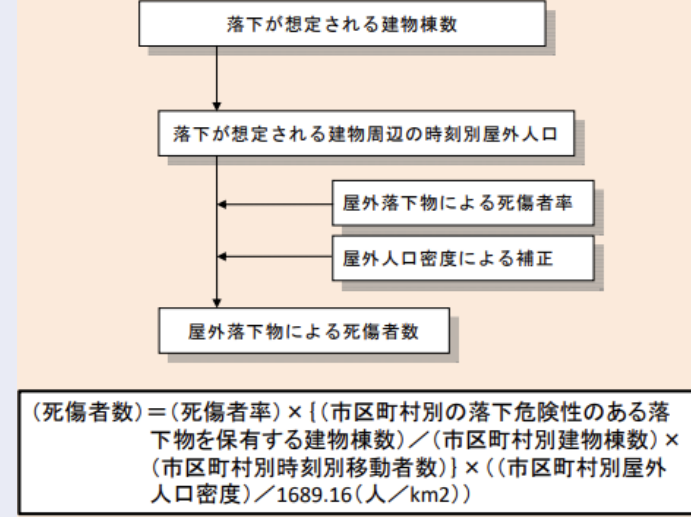 落下が想定される建物棟数
落下が想定される建物周辺の時刻別屋外人口
屋外落下物による死傷者率
屋外人口密度による補正
屋外落下物による死傷者数
(死傷者数)=(死傷者率)×{(市区町村別の落下危険性のある落
下物を保有する建物棟数)/(市区町村別建物棟数)×
(市区町村別時刻別移動者数)}×((市区町村別屋外
人口密度)/1689.16(人/km2))